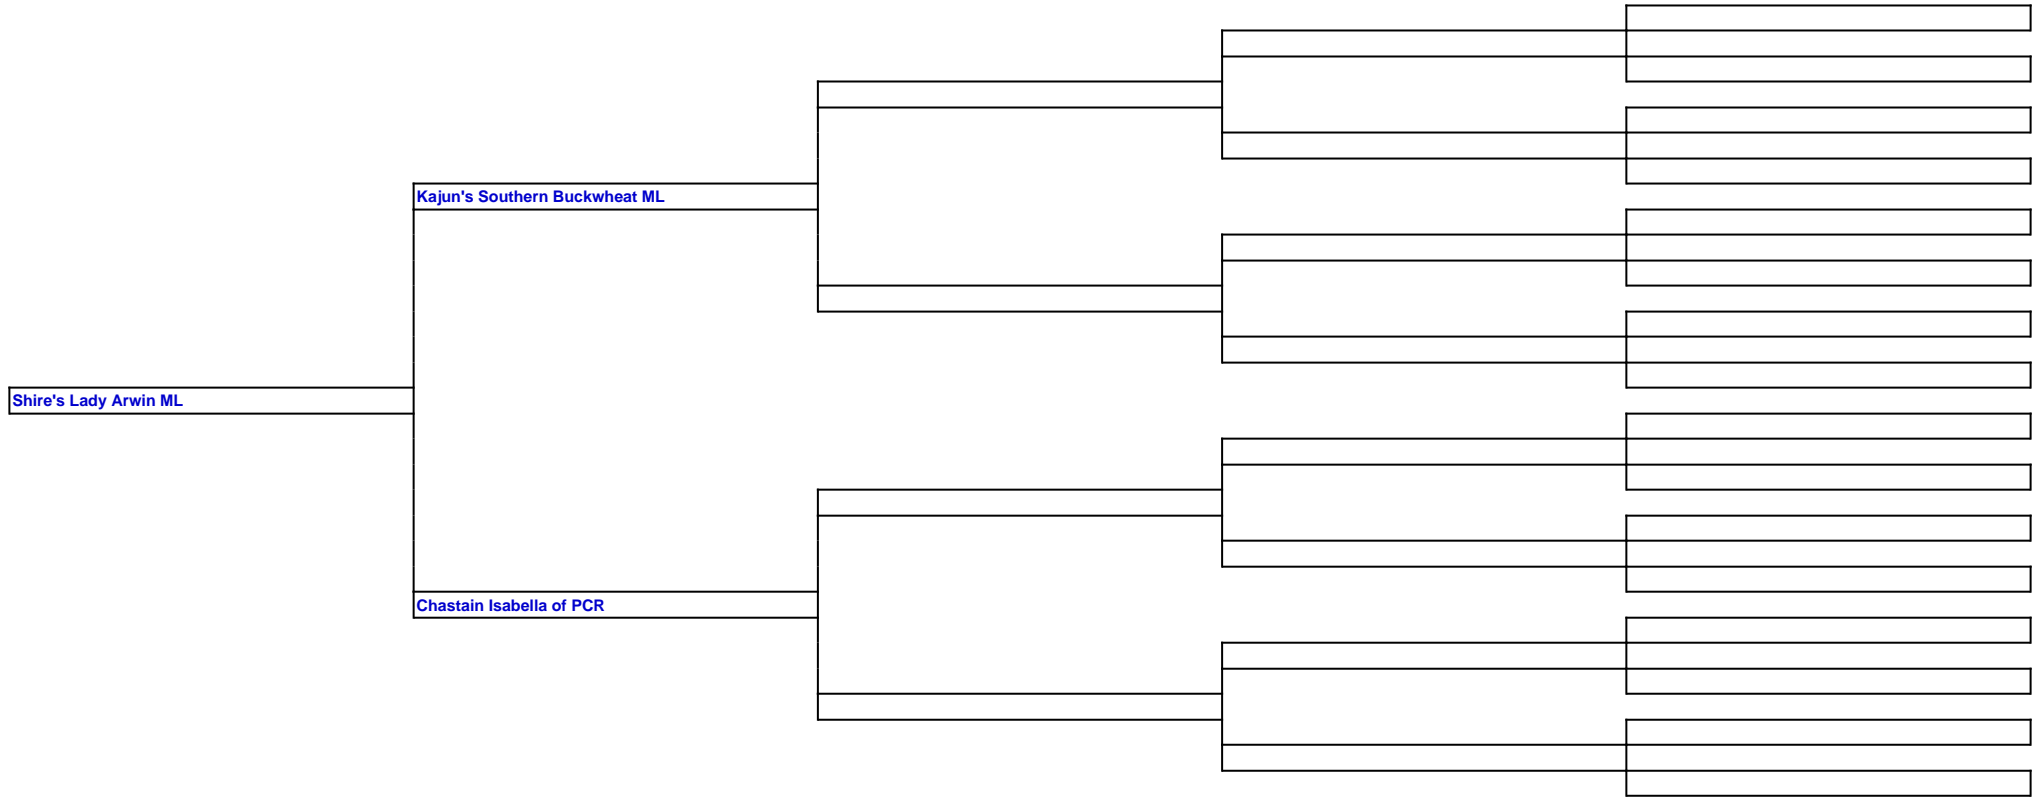 Kajun's Southern Buckwheat ML
Shire's Lady Arwin ML
Chastain Isabella of PCR